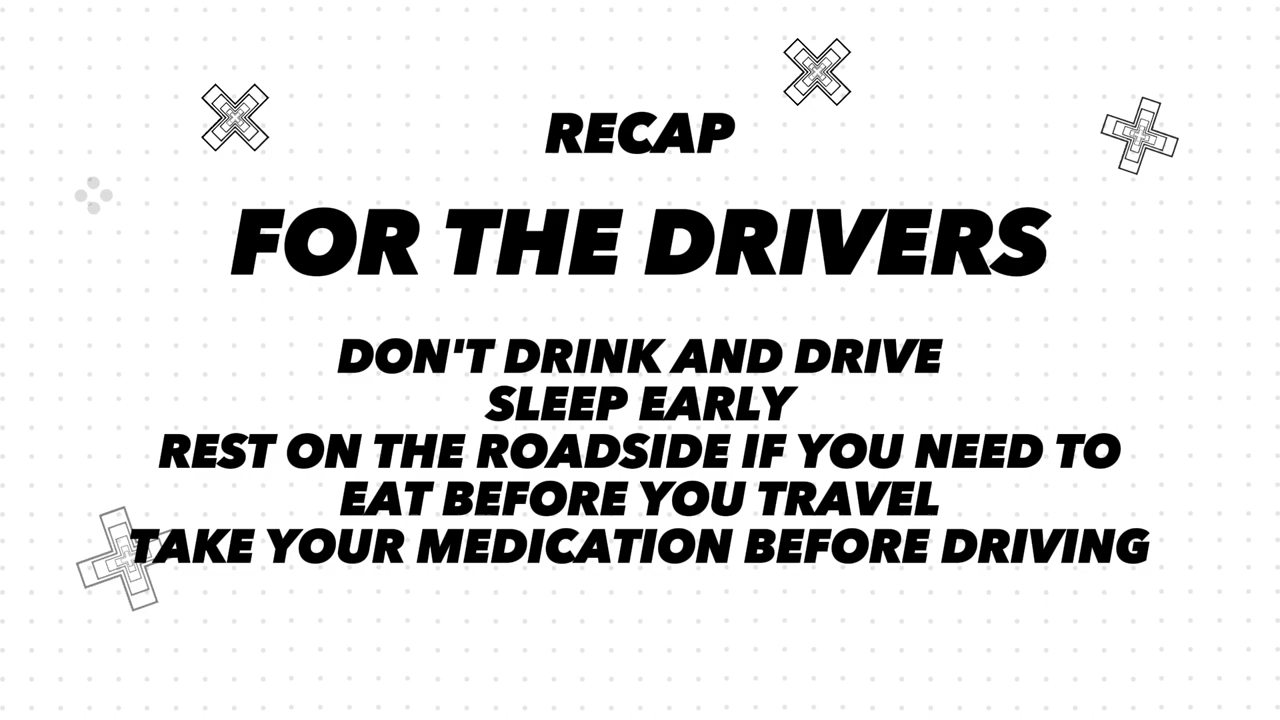 RECAP
FOR THE DRIVERS
DON'T DRINK AND DRIVE
SLEEP EARLY
REST ON THE ROADSIDE IF YOU NEED TO
EAT BEFORE YOU TRAVEL
TAKE YOUR MEDICATION BEFORE DRIVING